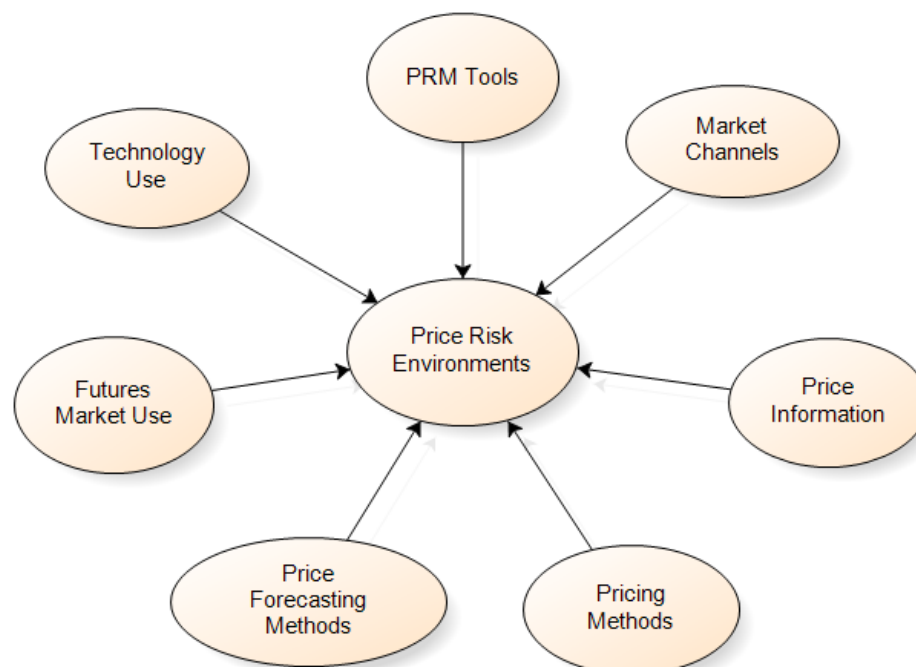 PRM Tools
Technology
Use
Market
Channels
Price Risk
Environments
Futures
Market Use
Price
Information
Price
Forecasting
Methods
Pricing
Methods